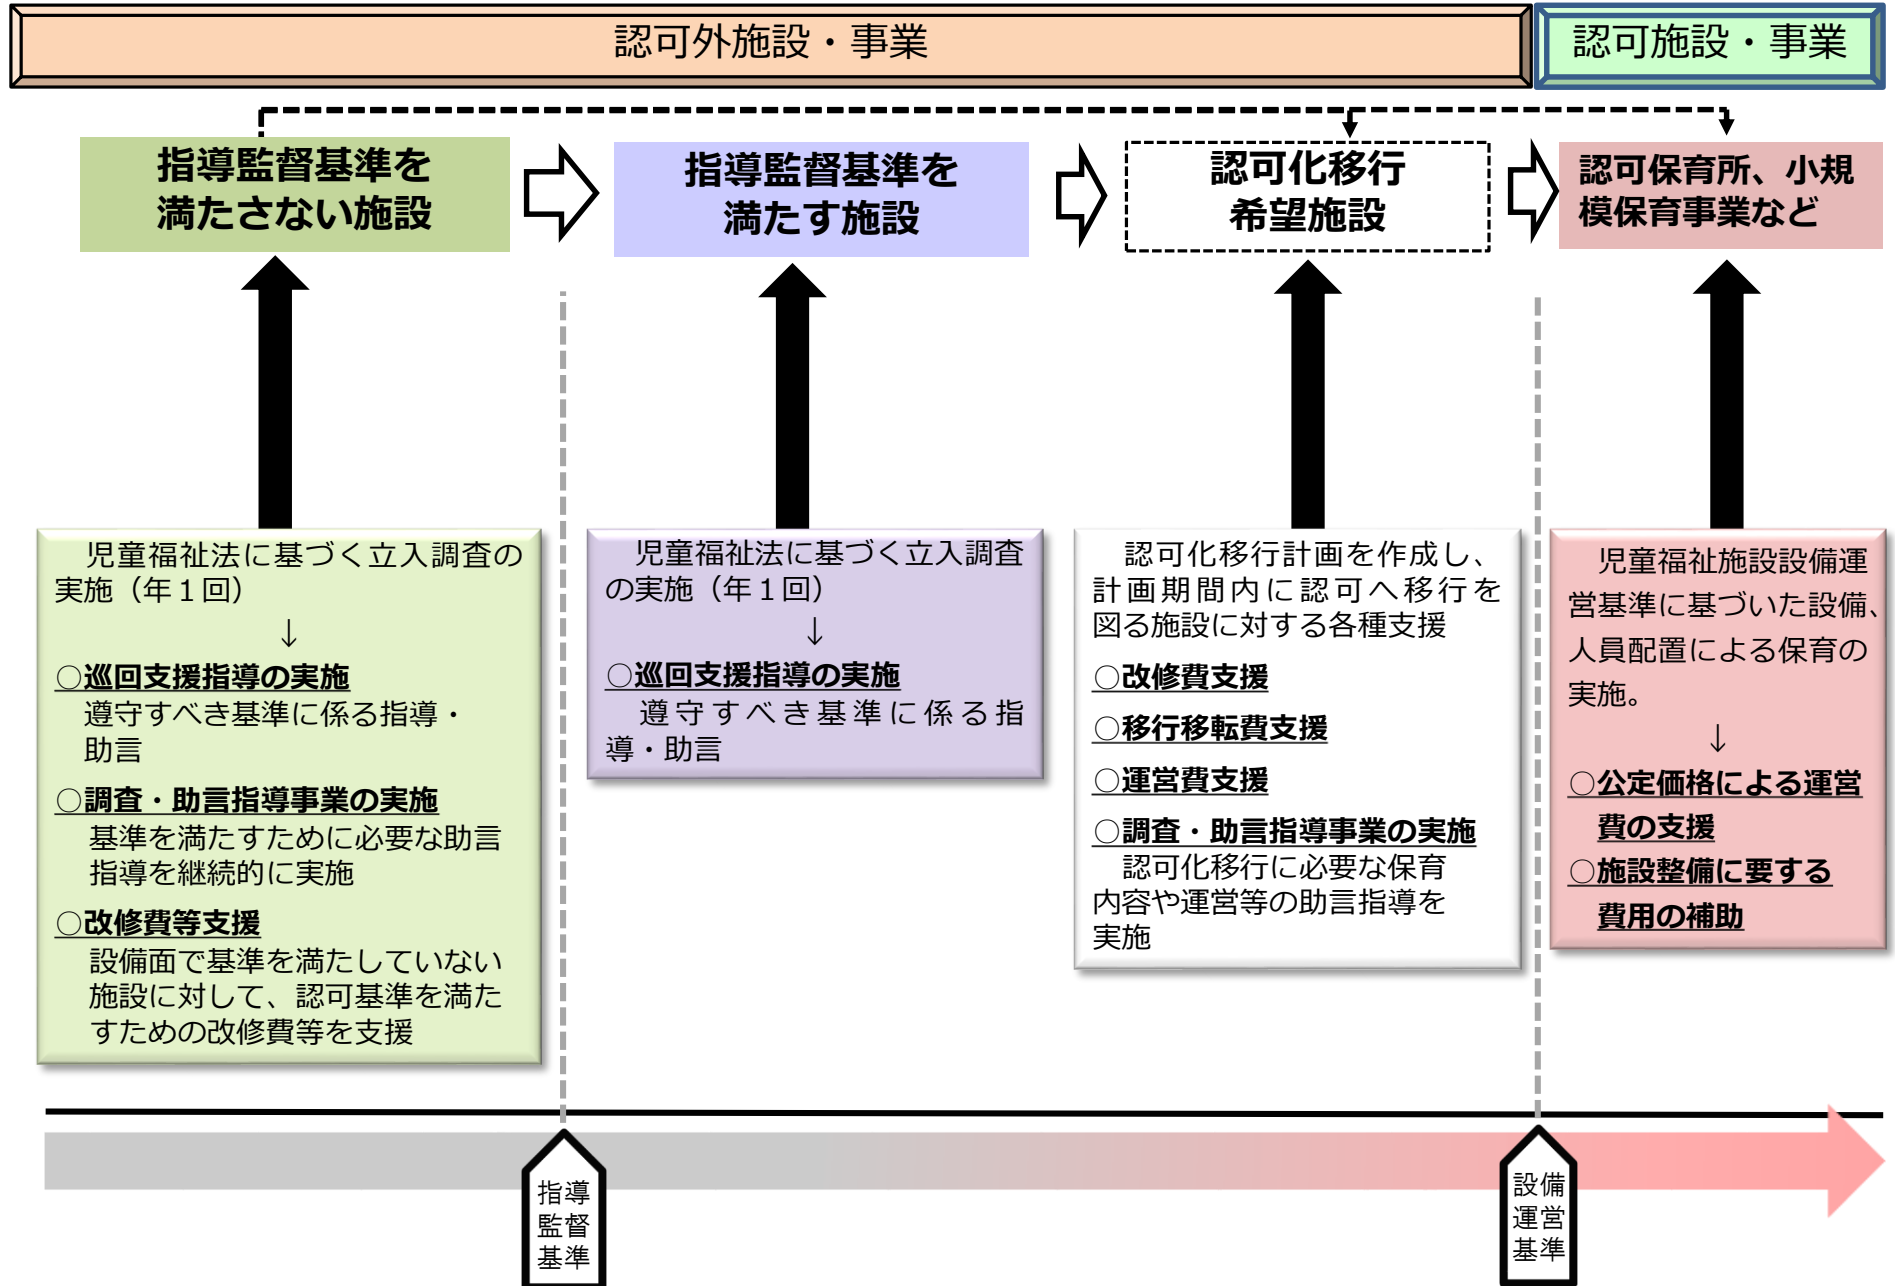 認可外施設・事業
認可施設・事業
指導監督基準を
満たさない施設
指導監督基準を
満たす施設
認可化移行
希望施設
認可保育所、小規
模保育事業など
児童福祉法に基づく立入調査の
実施（年１回）
↓
○巡回支援指導の実施
遵守すべき基準に係る指導・
助言
○調査・助言指導事業の実施
基準を満たすために必要な助言
指導を継続的に実施
○改修費等支援
設備面で基準を満たしていない
施設に対して、認可基準を満た
すための改修費等を支援
児童福祉法に基づく立入調査
の実施（年１回）
↓
○巡回支援指導の実施
遵守すべき基準に係る指
導・助言
認可化移行計画を作成し、
計画期間内に認可へ移行を
図る施設に対する各種支援
○改修費支援
○移行移転費支援
○運営費支援
○調査・助言指導事業の実施
認可化移行に必要な保育
内容や運営等の助言指導を
実施
児童福祉施設設備運
営基準に基づいた設備、
人員配置による保育の
実施。
↓
○公定価格による運営
費の支援
○施設整備に要する
費用の補助
指導
監督
基準
設備
運営
基準